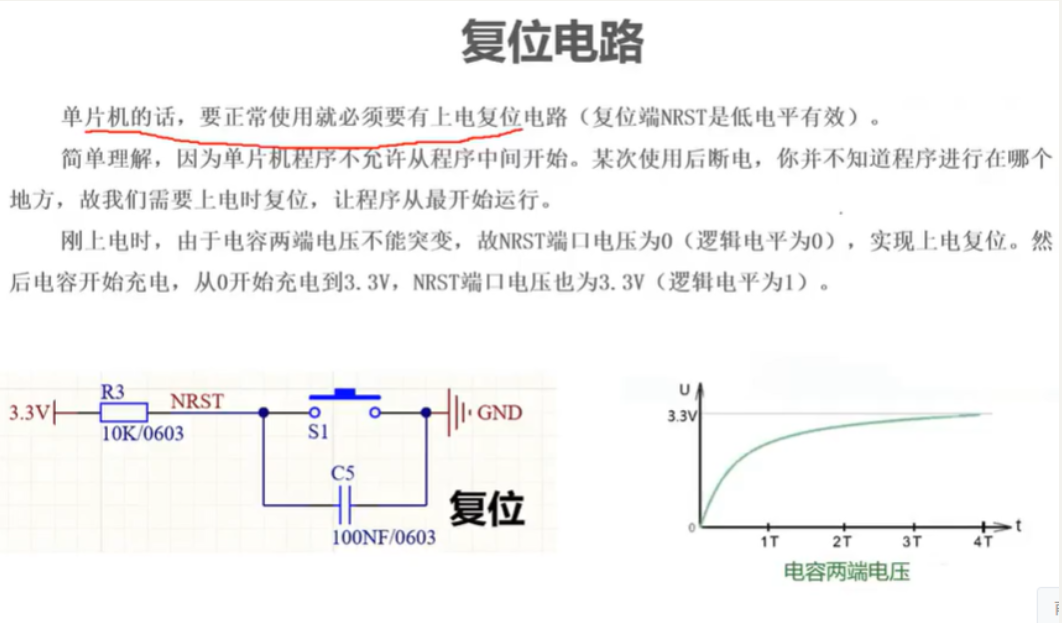 复位电路
单片机的话，要正常使用就必须要有上电复位电路（复位端NRST是低电平有效）。
简单理解，因为单片机程序不允许从程序中间开始。某次使用后断电，你并不知道程序进行在哪个
地方，故我们需要上电时复位，让程序从最开始运行。
刚上电时，由于电容两端电压不能突变，故NRST端口电压为0（逻辑电平为0），实现上电复位。然
后电容开始充电，从0开始充电到3.3V，NRST端口电压也为3.3V（逻辑电平为1）。
R3
3.3V
NRST
GND
10K/0603
S1
C5
复位
100NF/0603
U
3.3V
0
t
1T
2T
3T
4T
电容两端电压